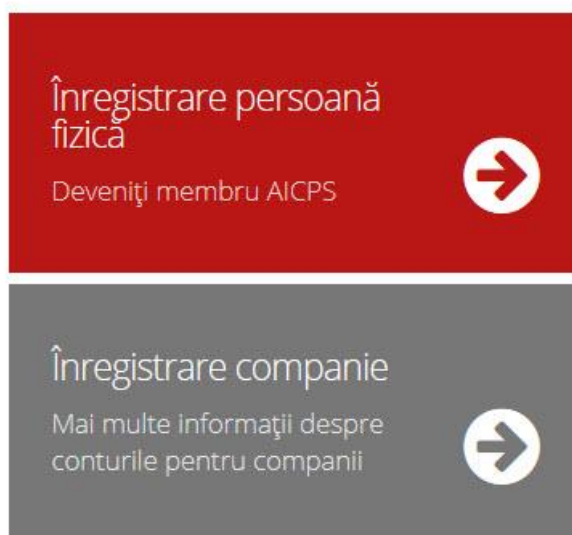 Înregistrare persoană
fizică
Deveniţi membru AICPS
Înregistrare companie
Mai multe informaţii despre
conturile pentru companii